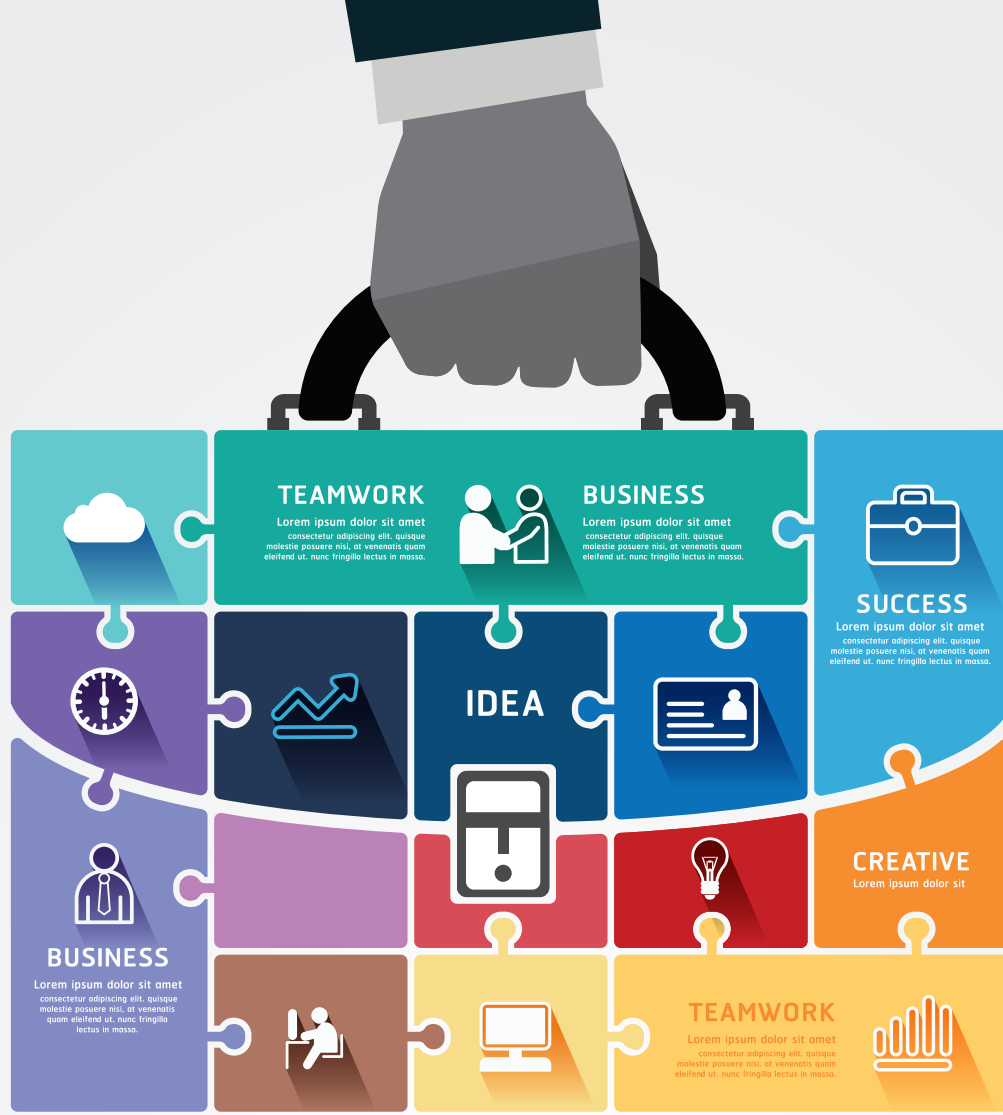 TEAMWORK
Lorem ipsum dolor sit amet
consectetur adipiscing elit. quisque
molestie posuere nisi, at venenatis quam
eleifend ut. nunc fringilla lectus in massa.
BUSINESS
Lorem ipsum dolor sit amet
consectetur adipiscing elit. quisque
molestie posuere nisi, at venenatis quam
eleifend ut. nunc fringilla lectus in massa.
SUCCESS
Lorem ipsum dolor sit amet
consectetur adipiscing elit. quisque
molestie posuere nisi, at venenatis quam
eleifend ut. nunc fringilla lectus in massa.
IDEA
CREATIVE
Lorem ipsum dolor sit
BUSINESS
Lorem ipsum dolor sit amet
consectetur adipiscing elit. quisque
molestie posuere nisi, at venenatis
quam eleifend ut. nunc fringilla
lectus in massa.
TEAMWORK
Lorem ipsum dolor sit amet
consectetur adipiscing elit. quisque
molestie posuere nisi, at venenatis quam
eleifend ut. nunc fringilla lectus in massa.